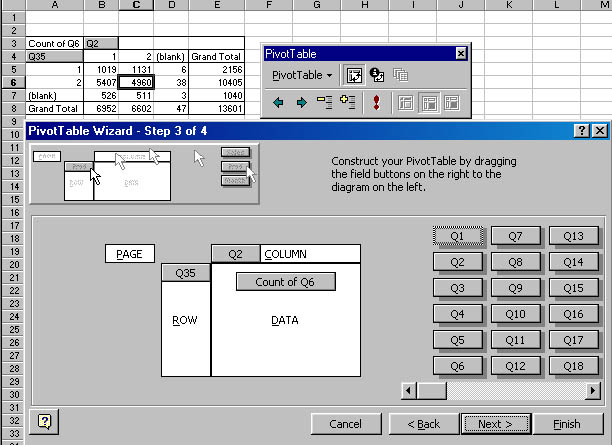 A B C D E F G H I J K L M
1
2
3 Count of Q6 Q2
4 Q35 1 2 (blank) Grand Total
5 1 1019 1131 6 2156
6 2 5407 4960 38 10405
7 (blank) 526 511 3 1040
8 Grand Total 6952 6602 47 13601
PivotTable
PivotTable
9
10
PivotTable Wizard - Step 3 of 4
11
12
13
14
15
16
17
18
19
20
21
22
23
24
25
26
27
28
29
30
31
32
33
Construct your PivotTable by dragging
the field buttons on the right to the
diagram on the left.
PAGE Q2 COLUMN
Q35
Count of Q6
ROW DATA
Q1 Q7 Q13
Q2 Q8 Q14
Q3 Q9 Q15
Q4 Q10 Q16
Q5 Q11 Q17
Q6 Q12 Q18
Cancel < Back Next > Finish